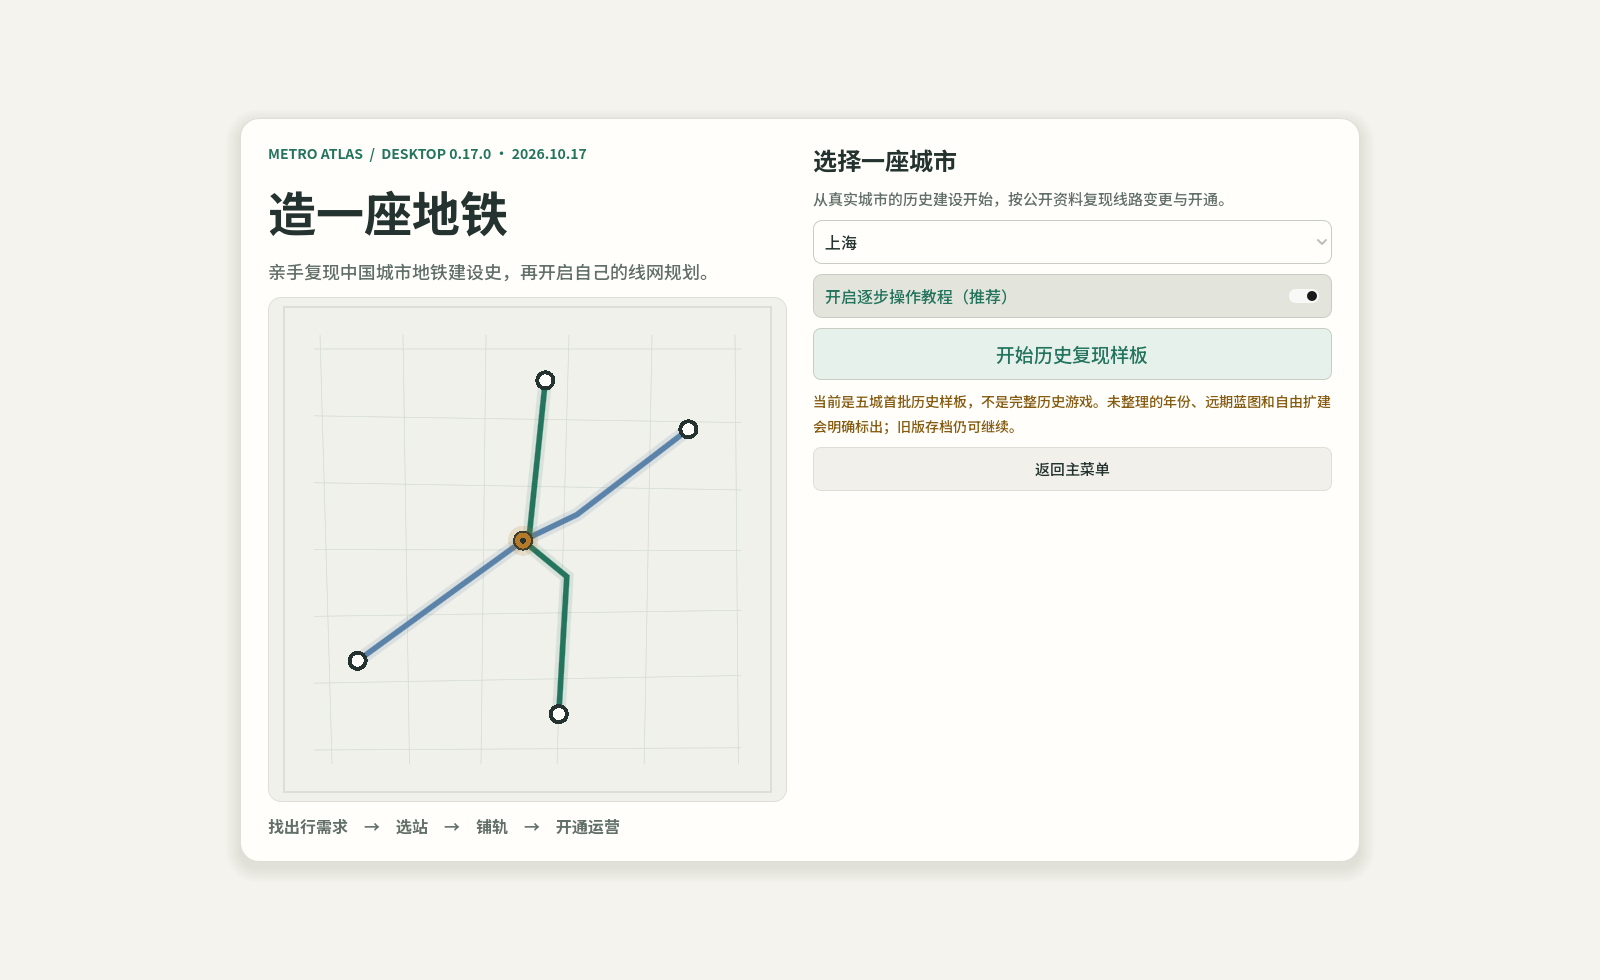 METRO ATLAS / DESKTOP 0.17.0 · 2026.10.17
造一座地铁
亲手复现中国城市地铁建设史，再开启自己的线网规划。
找出行需求 → 选站 → 铺轨 → 开通运营
选择一座城市
从真实城市的历史建设开始，按公开资料复现线路变更与开通。
上海
开启逐步操作教程（推荐）
开始历史复现样板
当前是五城首批历史样板，不是完整历史游戏。未整理的年份、远期蓝图和自由扩建
会明确标出；旧版存档仍可继续。
返回主菜单